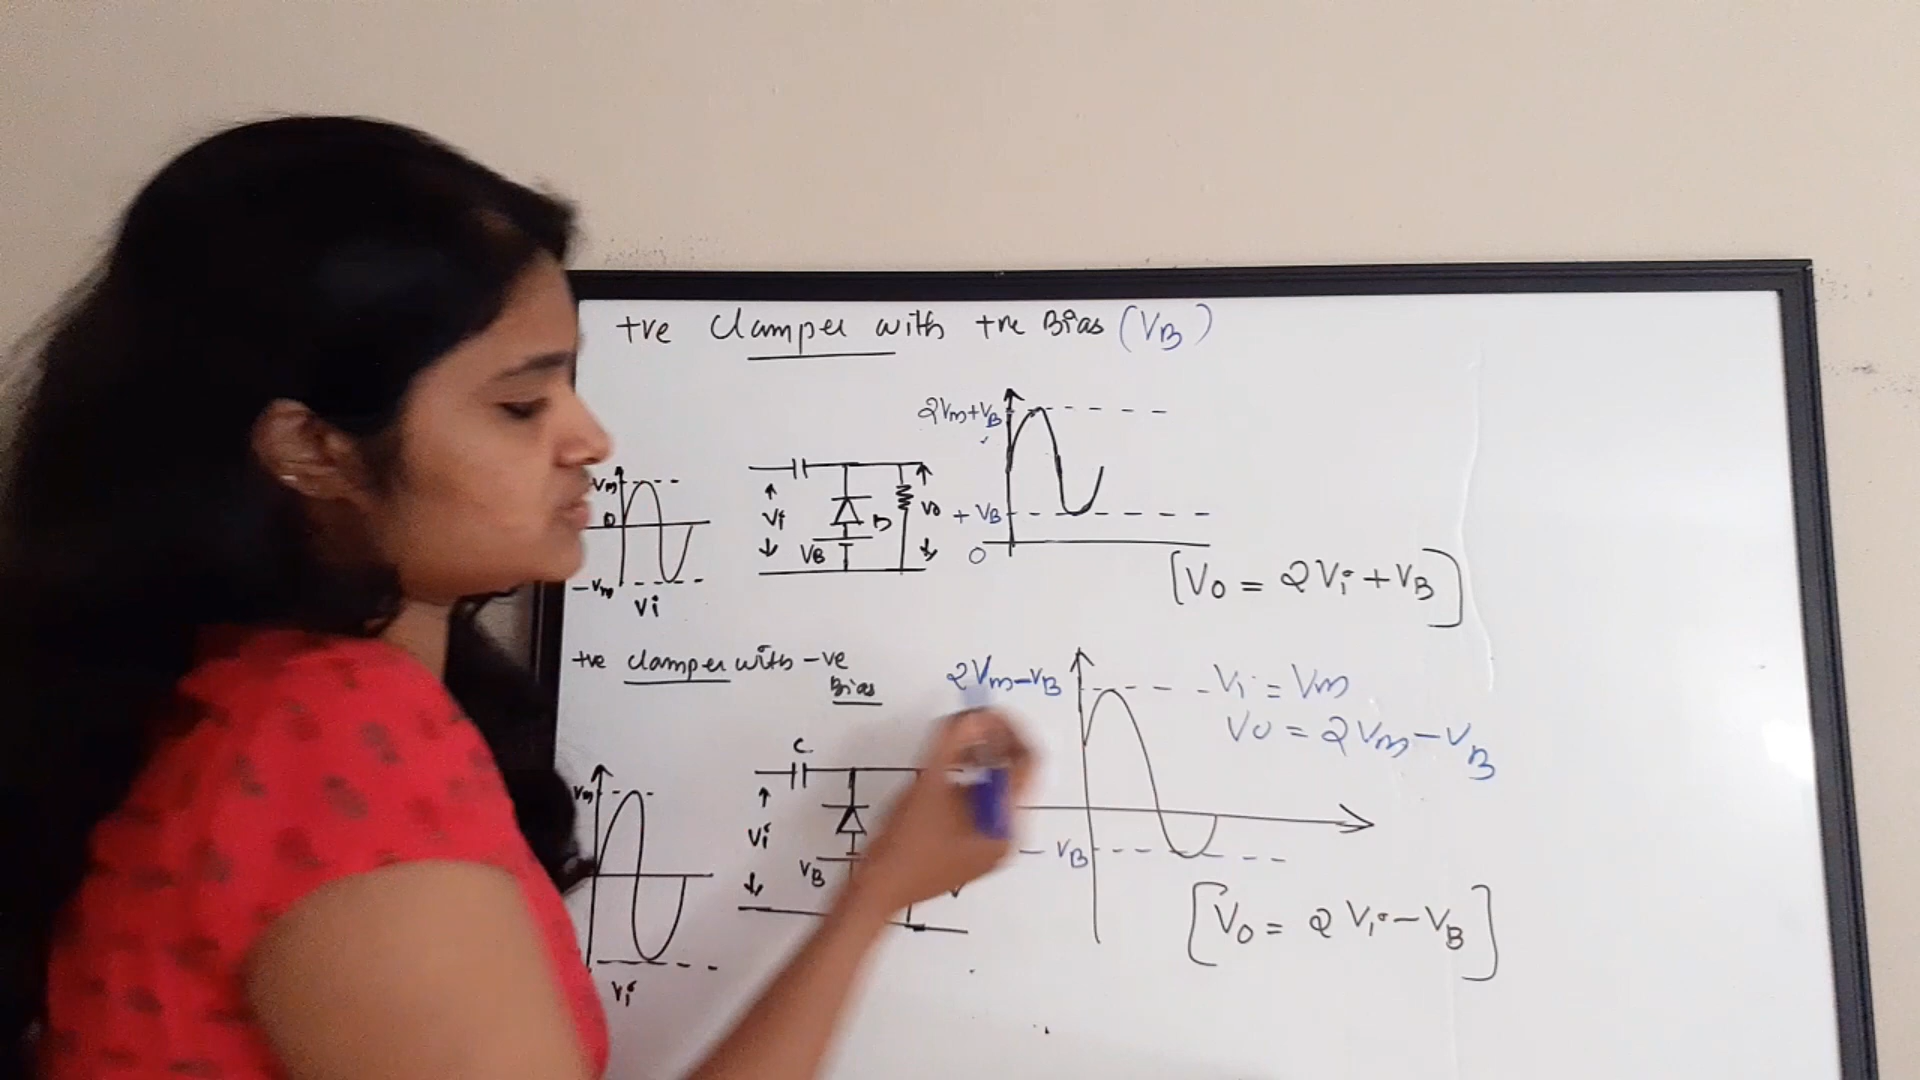 +ve Clamper with +ve Bias (VB)
2Vm+VB
Vm
0
-Vm
Vi
Vi
VB
D
Vo
+ VB
0
[Vo = 2Vi + VB]
+ve clamper with -ve
Bias
2Vm-VB
Vi = Vm
Vo = 2Vm - VB
C
Vm
Vi
VB
- VB
[Vo = 2 Vi - VB]
Vi